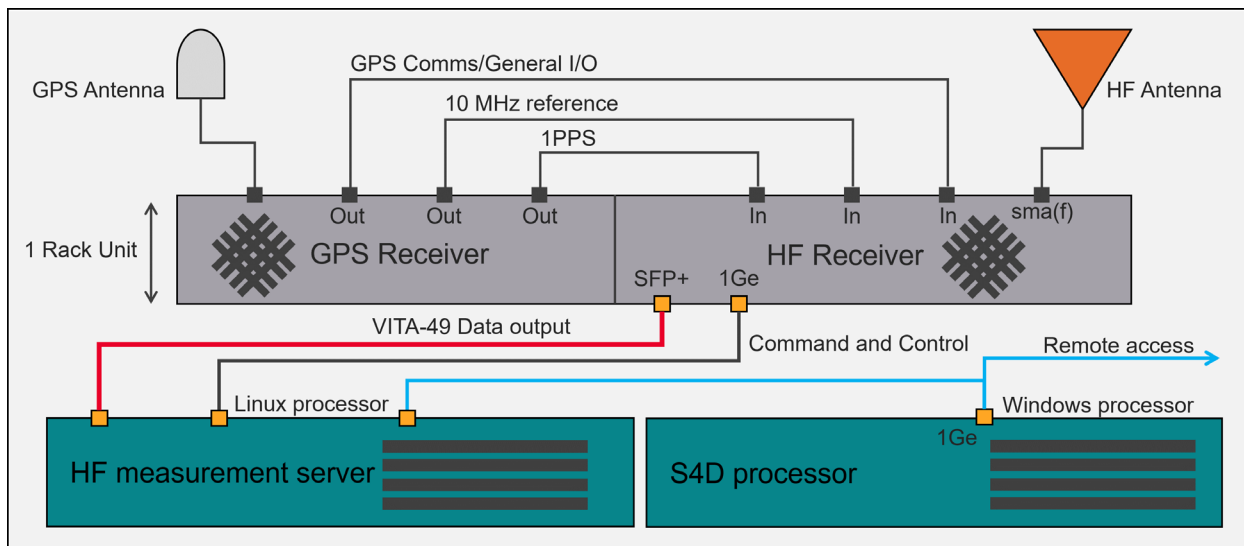 GPS Comms/General I/O
GPS Antenna
HF Antenna
10 MHz reference
1PPS
Out
Out
Out
In
In
In
sma(f)
1 Rack Unit
GPS Receiver
HF Receiver
SFP+
1Ge
VITA-49 Data output
Command and Control
Remote access
Linux processor
Windows processor
1Ge
HF measurement server
S4D processor